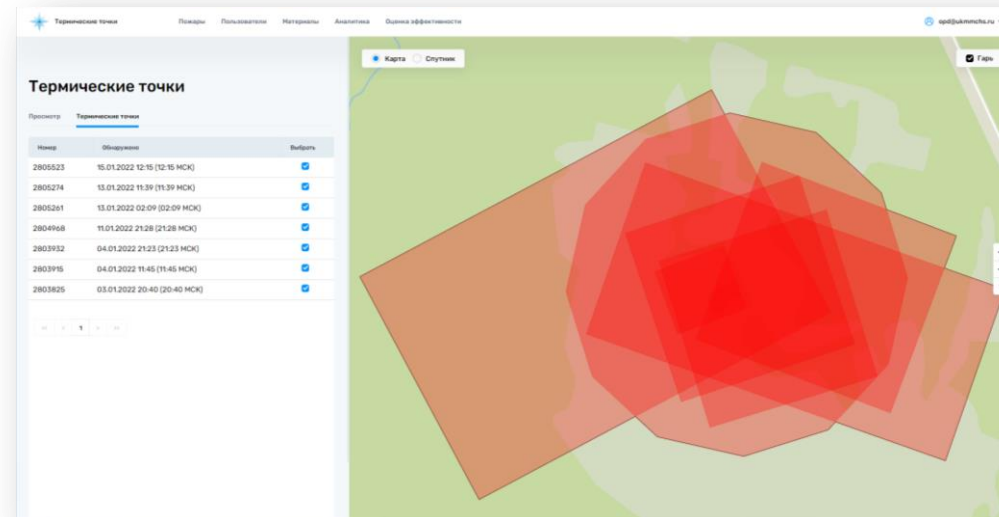 Термические точки Пожары Пользователи Материалы Аналитика Оценка эффективности opd@ukmmchs.ru
Карта Спутник Гарь
Термические точки
Просмотр Термические точки
Номер Обнаружено Выбрать
2805523 15.01.2022 12:15 (12:15 МСК)
2805274 13.01.2022 11:39 (11:39 МСК)
2805261 13.01.2022 02:09 (02:09 МСК)
2804968 11.01.2022 21:28 (21:28 МСК)
2803932 04.01.2022 21:23 (21:23 МСК)
2803915 04.01.2022 11:45 (11:45 МСК)
2803825 03.01.2022 20:40 (20:40 МСК)
1